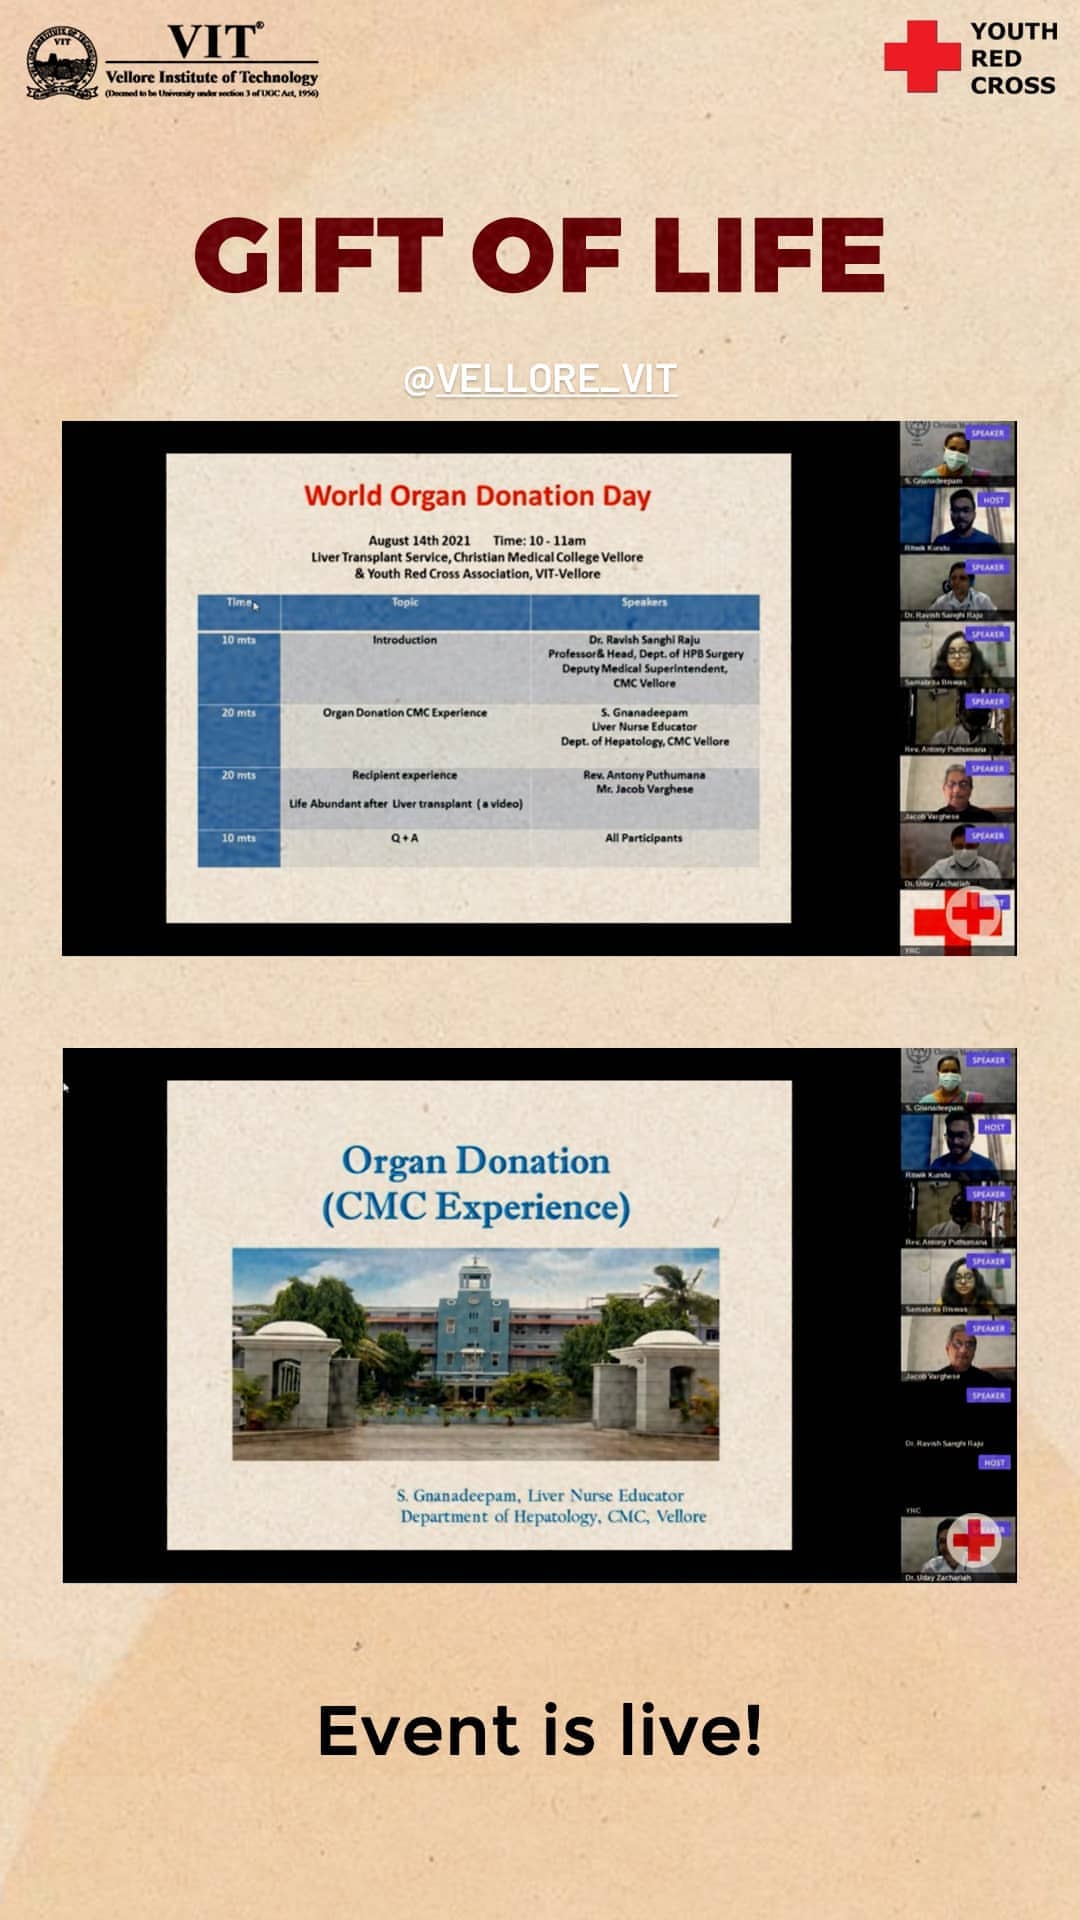 VELLORE INSTITUTE OF TECHNOLOGY
VIT
VIT®
Vellore Institute of Technology
(Deemed to be University under section 3 of UGC Act, 1956)
YOUTH
RED
CROSS
GIFT OF LIFE
@VELLORE_VIT
World Organ Donation Day
August 14th 2021 Time: 10 - 11am
Liver Transplant Service, Christian Medical College Vellore
& Youth Red Cross Association, VIT-Vellore
Time Topic Speakers
10 mts Introduction Dr. Ravish Sanghi Raju
Professor& Head, Dept. of HPB Surgery
Deputy Medical Superintendent,
CMC Vellore
20 mts Organ Donation CMC Experience S. Gnanadeepam
Liver Nurse Educator
Dept. of Hepatology, CMC Vellore
20 mts Recipient experience Rev. Antony Puthumana
Mr. Jacob Varghese
Life Abundant after Liver transplant ( a video)
10 mts Q + A All Participants
SPEAKER
S. Gnanadeepam
HOST
Ritwik Kundu
SPEAKER
Dr. Ravish Sanghi Raju
SPEAKER
Samabrita Biswas
SPEAKER
Rev. Antony Puthumana
SPEAKER
Jacob Varghese
SPEAKER
Dr. Uday Zachariah
HOST
YRC
Organ Donation
(CMC Experience)
S. Gnanadeepam, Liver Nurse Educator
Department of Hepatology, CMC, Vellore
SPEAKER
S. Gnanadeepam
HOST
Ritwik Kundu
SPEAKER
Rev. Antony Puthumana
SPEAKER
Samabrita Biswas
SPEAKER
Jacob Varghese
SPEAKER
Dr. Ravish Sanghi Raju
HOST
YRC
SPEAKER
Dr. Uday Zachariah
Event is live!